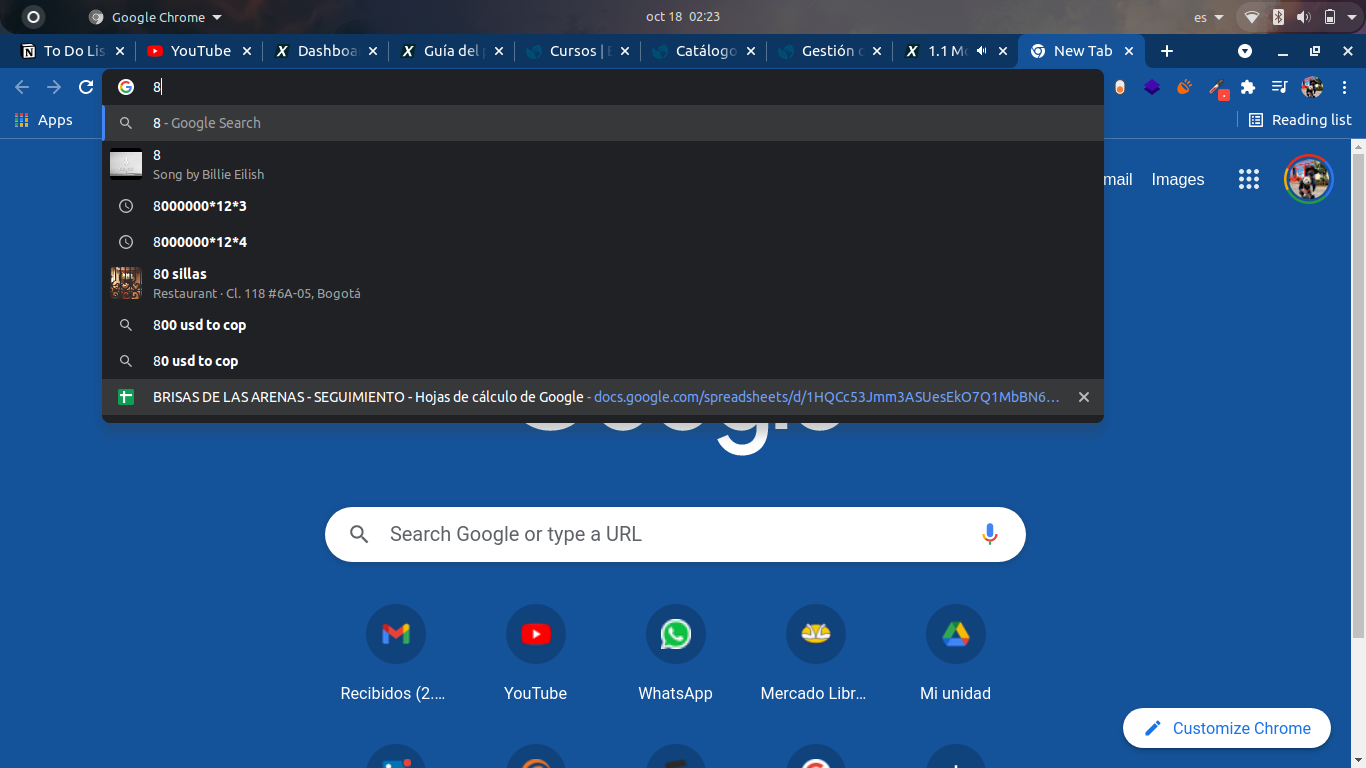 Google Chrome
oct 18 02:23
es
To Do Lis
YouTube
Dashboa
Guía del p
Cursos | E
Catálogo
Gestión c
1.1 Mo
New Tab
8
Apps
Reading list
8 - Google Search
8
Song by Billie Eilish
8000000*12*3
8000000*12*4
80 sillas
Restaurant · Cl. 118 #6A-05, Bogotá
800 usd to cop
80 usd to cop
BRISAS DE LAS ARENAS - SEGUIMIENTO - Hojas de cálculo de Google - docs.google.com/spreadsheets/d/1HQCc53Jmm3ASUesEkO7Q1MbBN6...
mail
Images
Google
Search Google or type a URL
Recibidos (2....
YouTube
WhatsApp
Mercado Libr...
Mi unidad
Customize Chrome